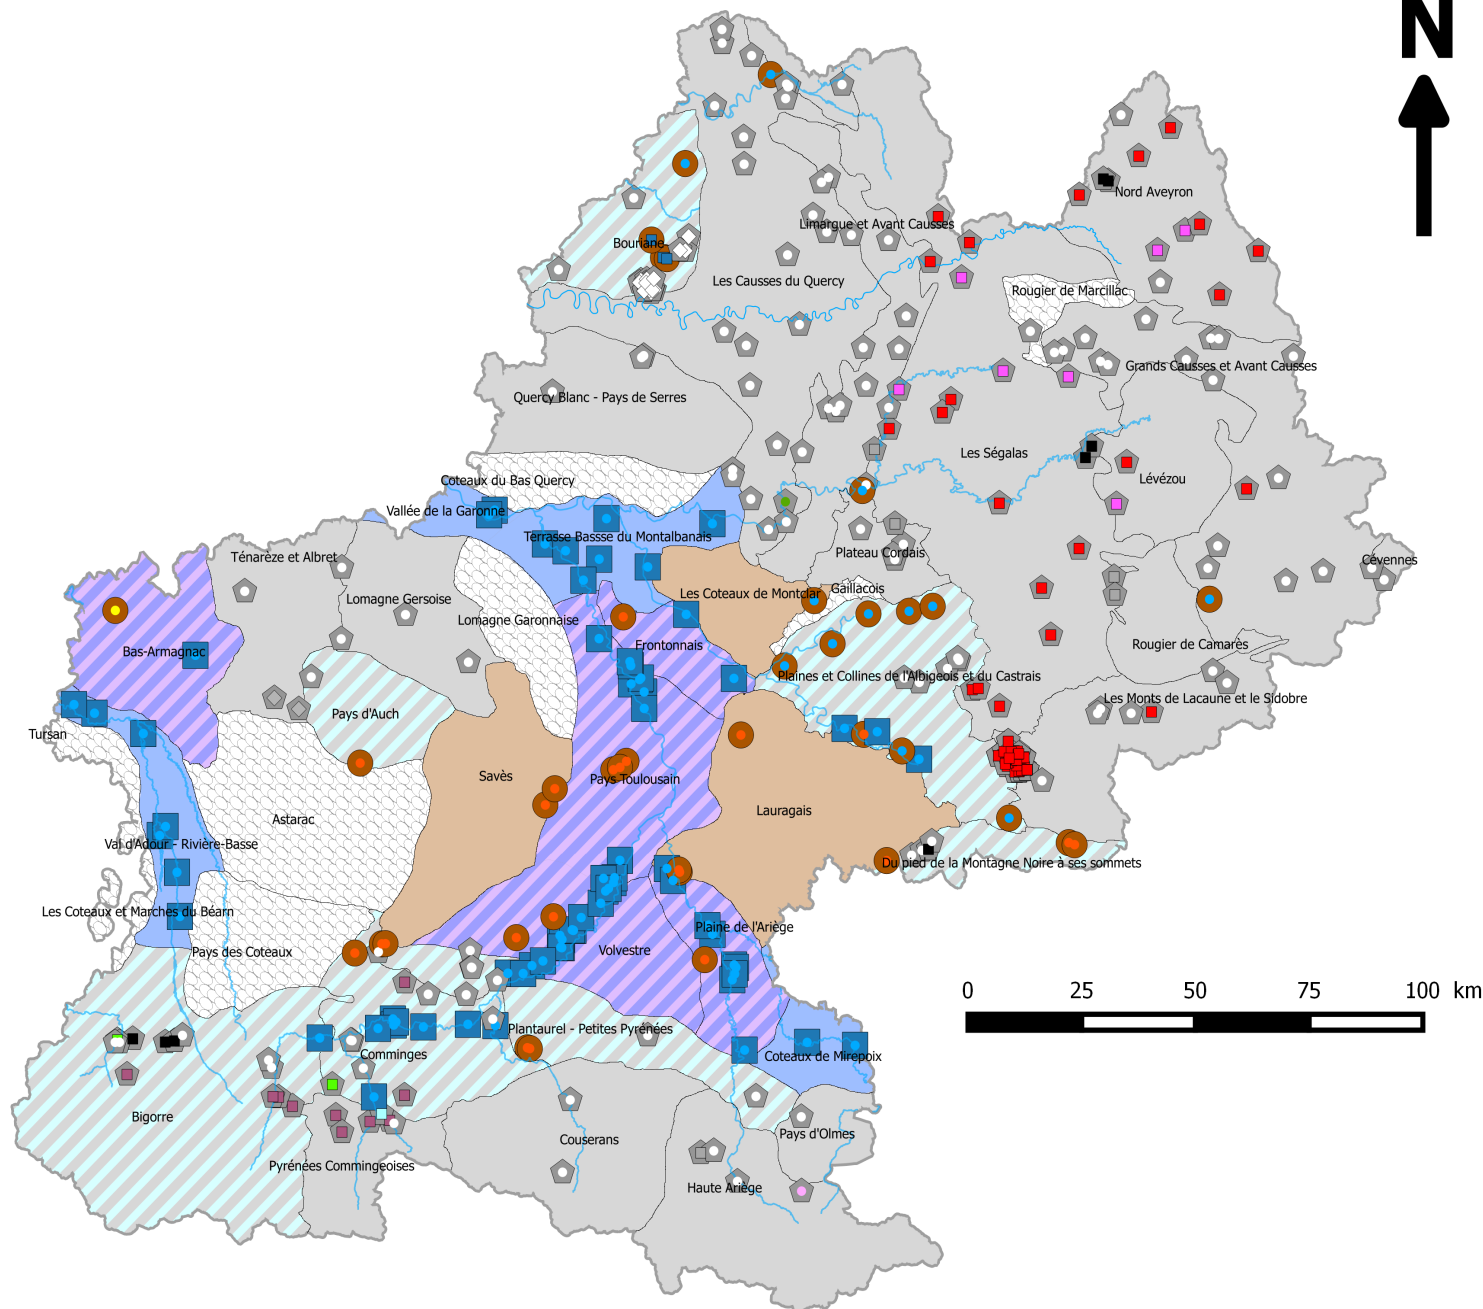 N
Nord Aveyron
Limargue et Avant Causses
Bouriane
Les Causses du Quercy
Rougier de Marcillac
Grands Causses et Avant Causses
Quercy Blanc - Pays de Serres
Les Ségalas
Lévézou
Coteaux du Bas Quercy
Vallée de la Garonne
Terrasse Bassse du Montalbanais
Plateau Cordais
Cévennes
Ténarèze et Albret
Gaillacois
Les Coteaux de Montclar
Lomagne Gersoise
Lomagne Garonnaise
Frontonnais
Rougier de Camarès
Bas-Armagnac
Plaines et Collines de l'Albigeois et du Castrais
Les Monts de Lacaune et le Sidobre
Pays d'Auch
Tursan
Savès
Pays Toulousain
Lauragais
Astarac
Val d'Adour - Rivière-Basse
Du pied de la Montagne Noire à ses sommets
Les Coteaux et Marches du Béarn
Plaine de l'Ariège
Pays des Coteaux
Volvestre
0 25 50 75 100 km
Plantaurel - Petites Pyrénées
Comminges
Coteaux de Mirepoix
Bigorre
Pays d'Olmes
Couserans
Pyrénées Commingeoises
Haute Ariège